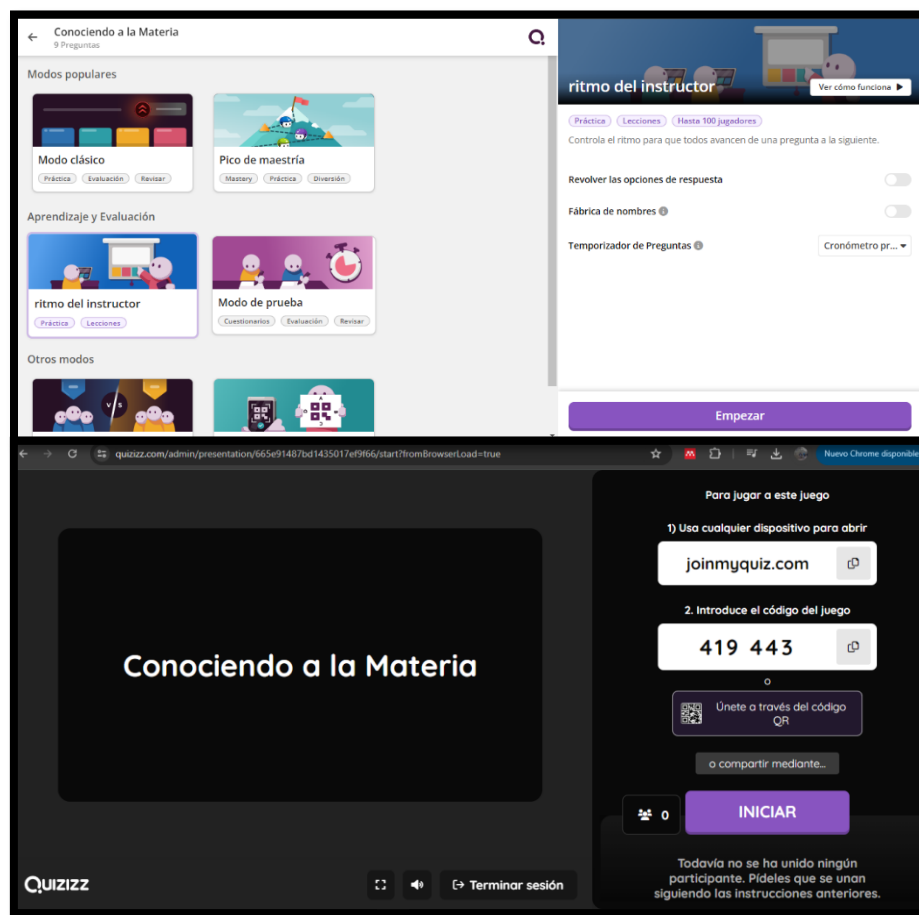 Conociendo a la Materia
9 Preguntas
Modos populares
Modo clásico
Práctica Evaluación Revisar
Pico de maestría
Mastery Práctica Diversión
Aprendizaje y Evaluación
ritmo del instructor
Práctica Lecciones
Modo de prueba
Cuestionarios Evaluación Revisar
Otros modos
V/S
ritmo del instructor
Ver cómo funciona
Práctica Lecciones Hasta 100 jugadores
Controla el ritmo para que todos avancen de una pregunta a la siguiente.
Revolver las opciones de respuesta
Fábrica de nombres
Temporizador de Preguntas Cronómetro pr...
Empezar
quizizz.com/admin/presentation/665e91487bd1435017ef9f66/start?fromBrowserLoad=true
Nuevo Chrome disponible
Conociendo a la Materia
Para jugar a este juego
1) Usa cualquier dispositivo para abrir
joinmyquiz.com
2. Introduce el código del juego
419 443
o
Únete a través del código
QR
o compartir mediante...
0 INICIAR
Todavía no se ha unido ningún
participante. Pídeles que se unan
siguiendo las instrucciones anteriores.
QUIZIZZ
Terminar sesión